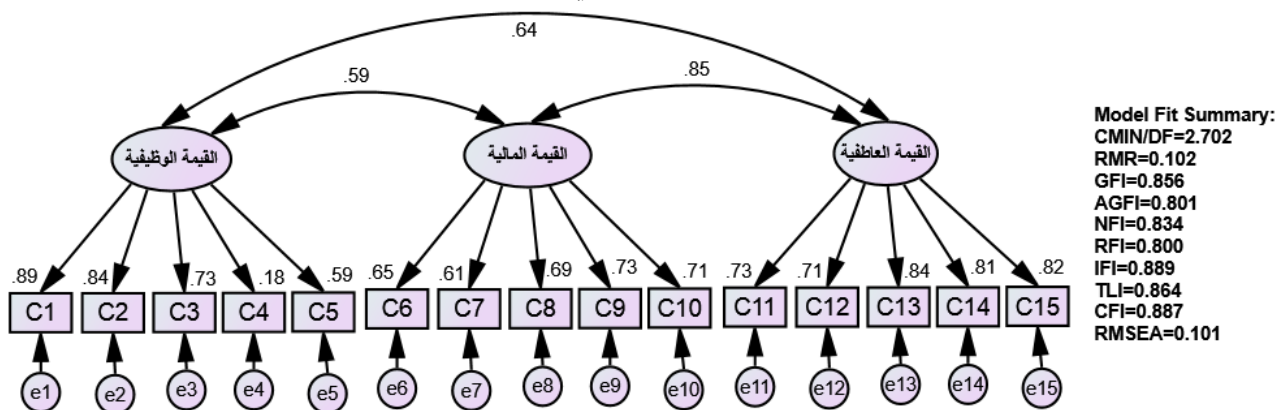 .64
.59
.85
القيمة الوظيفية
القيمة المالية
القيمة العاطفية
.89
.84
.73
.18
.59
.65
.61
.69
.73
.71
.73
.71
.84
.81
.82
C1
C2
C3
C4
C5
C6
C7
C8
C9
C10
C11
C12
C13
C14
C15
e1
e2
e3
e4
e5
e6
e7
e8
e9
e10
e11
e12
e13
e14
e15
Model Fit Summary:
CMIN/DF=2.702
RMR=0.102
GFI=0.856
AGFI=0.801
NFI=0.834
RFI=0.800
IFI=0.889
TLI=0.864
CFI=0.887
RMSEA=0.101